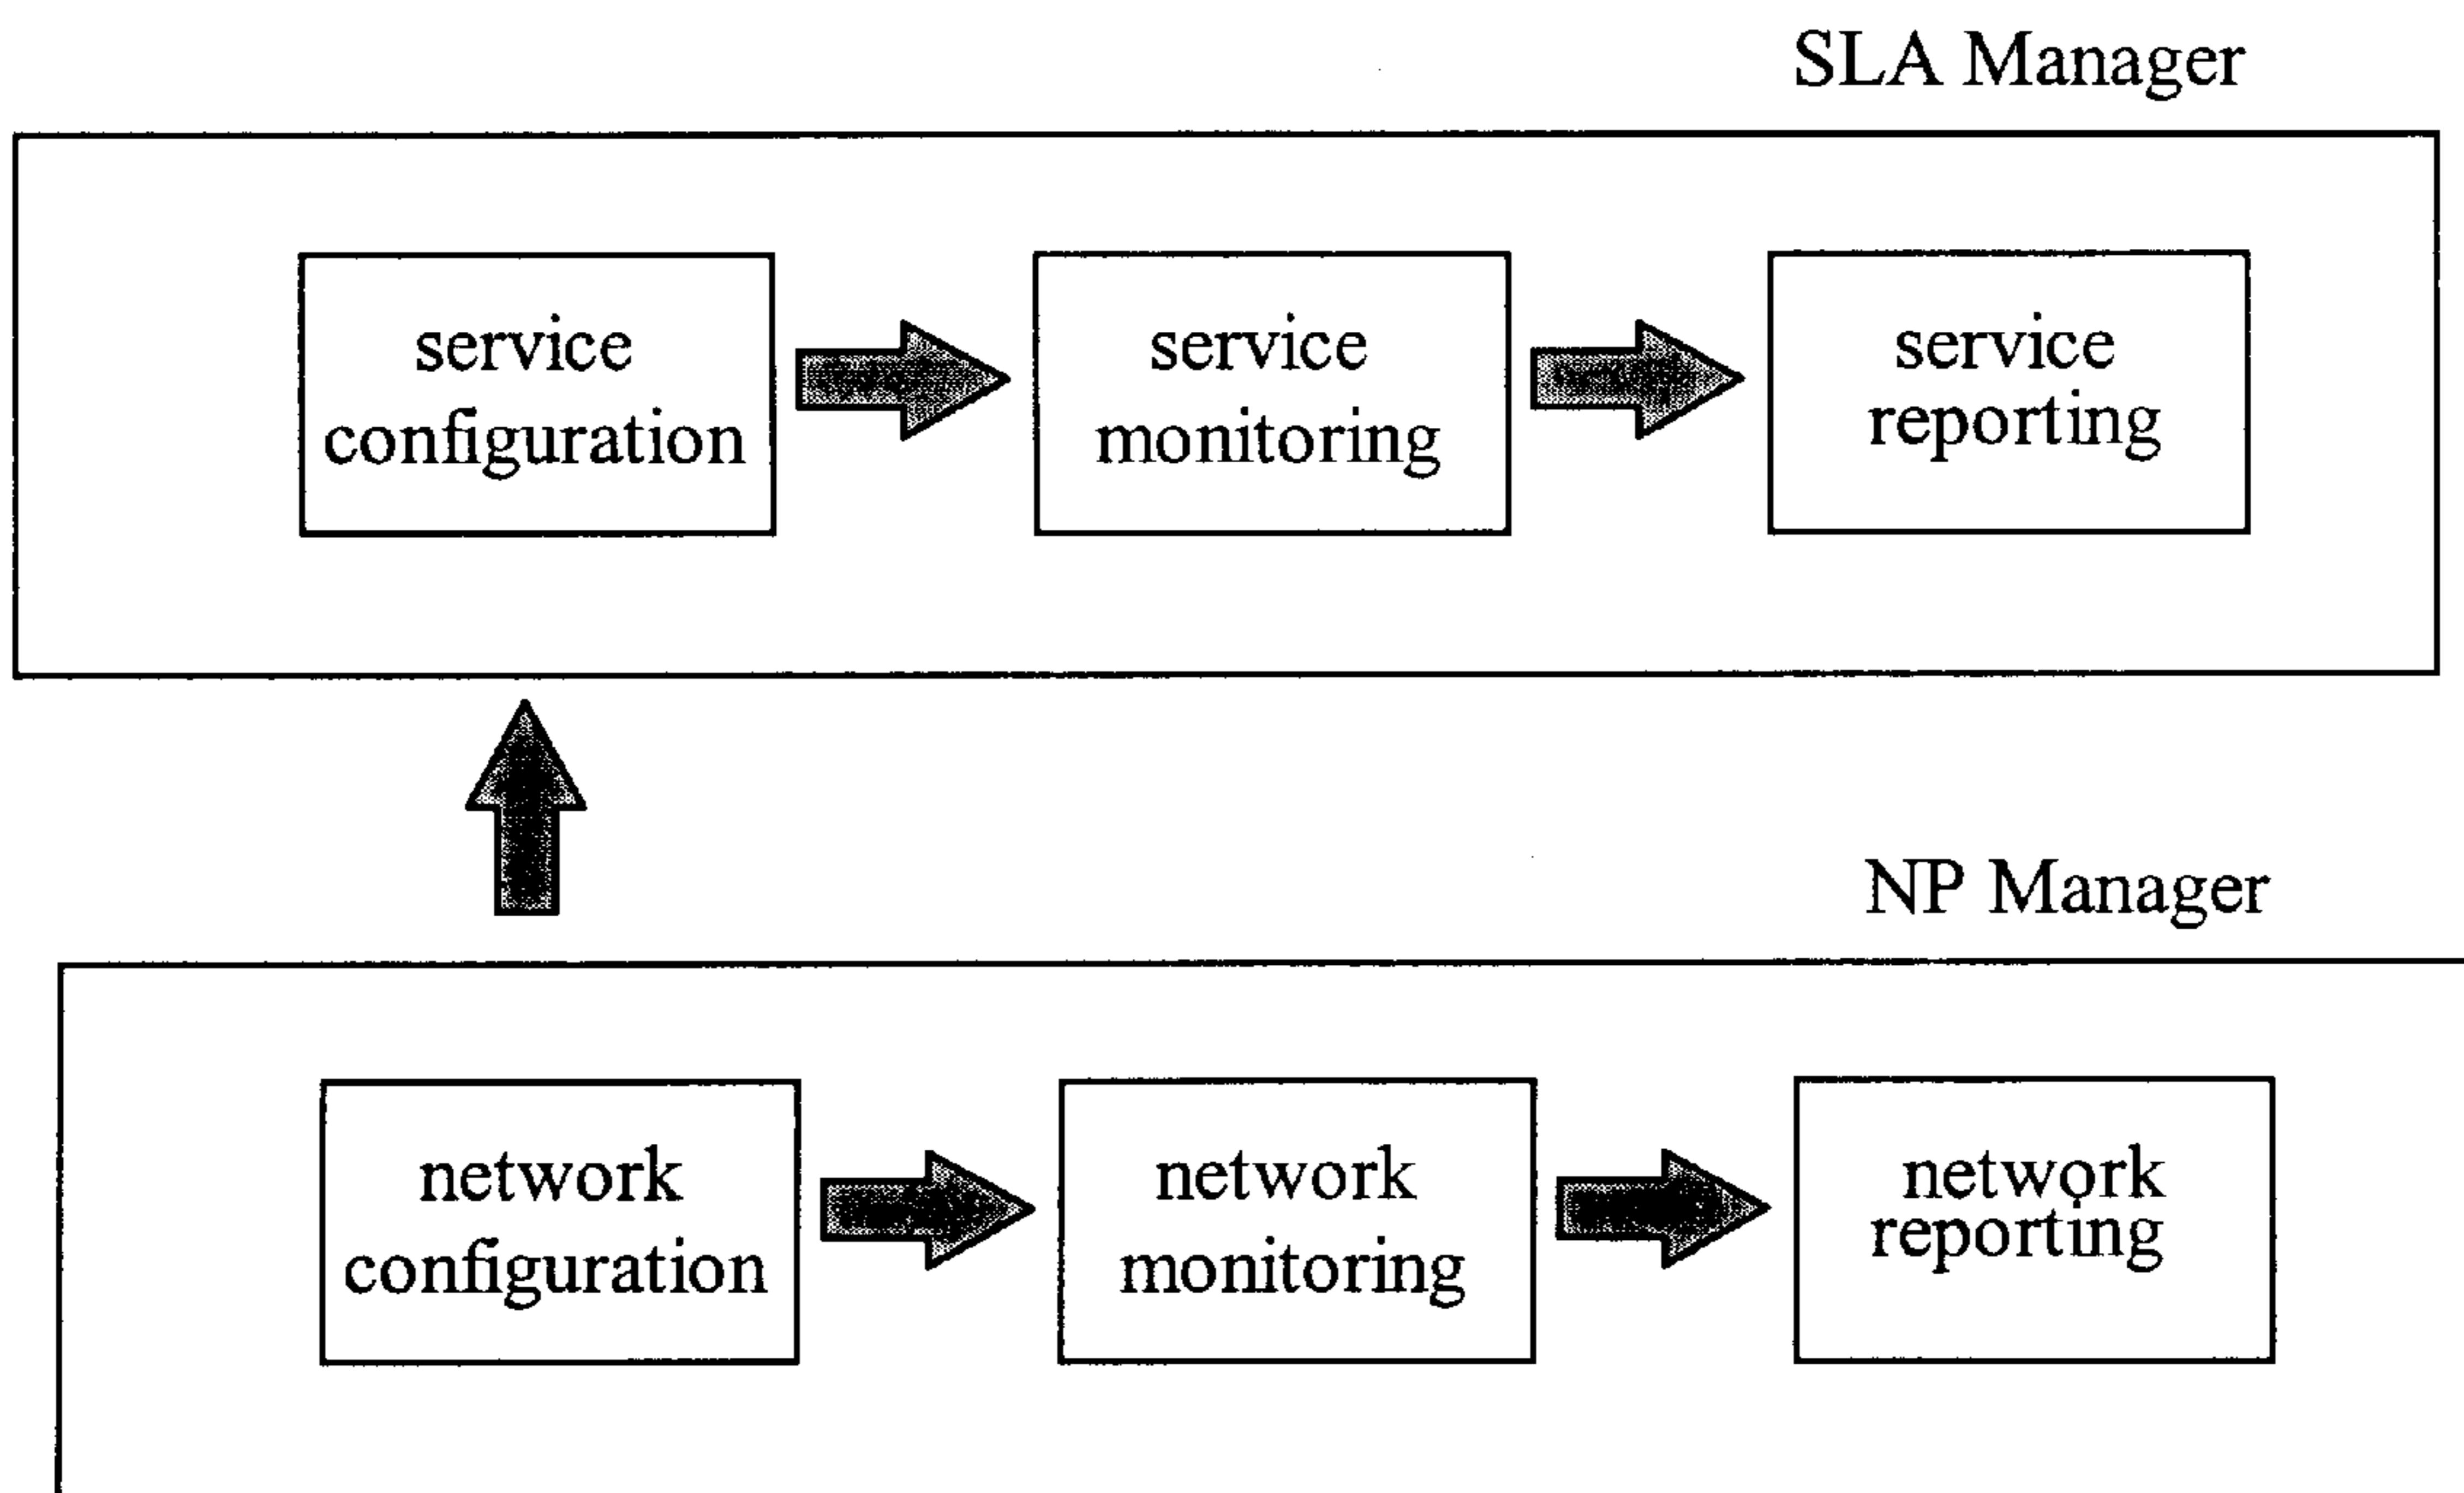 SLA Manager
service
configuration
service
monitoring
service
reporting
NP Manager
network
configuration
network
monitoring
network
reporting